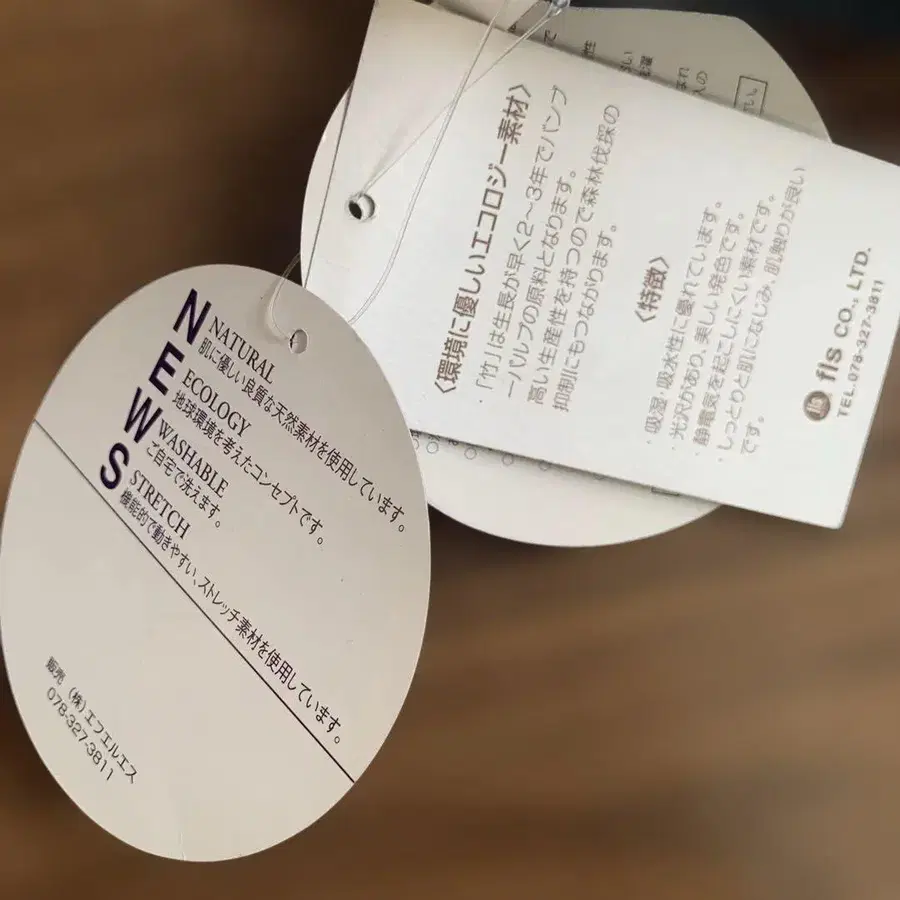 NEWS
NATURAL
肌に優しい良質な天然素材を使用しています。
ECOLOGY
地球環境を考えたコンセプトです。
WASHABLE
ご自宅で洗えます。
STRETCH
機能的で動きやすい、ストレッチ素材を使用しています。
販売 (株)エフエルエス
078-327-3811
〈環境に優しいエコロジー素材〉
「竹」は生長が早く2〜3年でバンブ
ーパルプの原料となります。
高い生産性を持つので森林伐採の
抑制にもつながります。
〈特徴〉
・吸湿・吸水性に優れています。
・光沢があり、美しい発色です。
・静電気を起こしにくい素材です。
・しっとりと肌になじみ、肌触りが良い
です。
fls CO., LTD.
TEL.078-327-3811